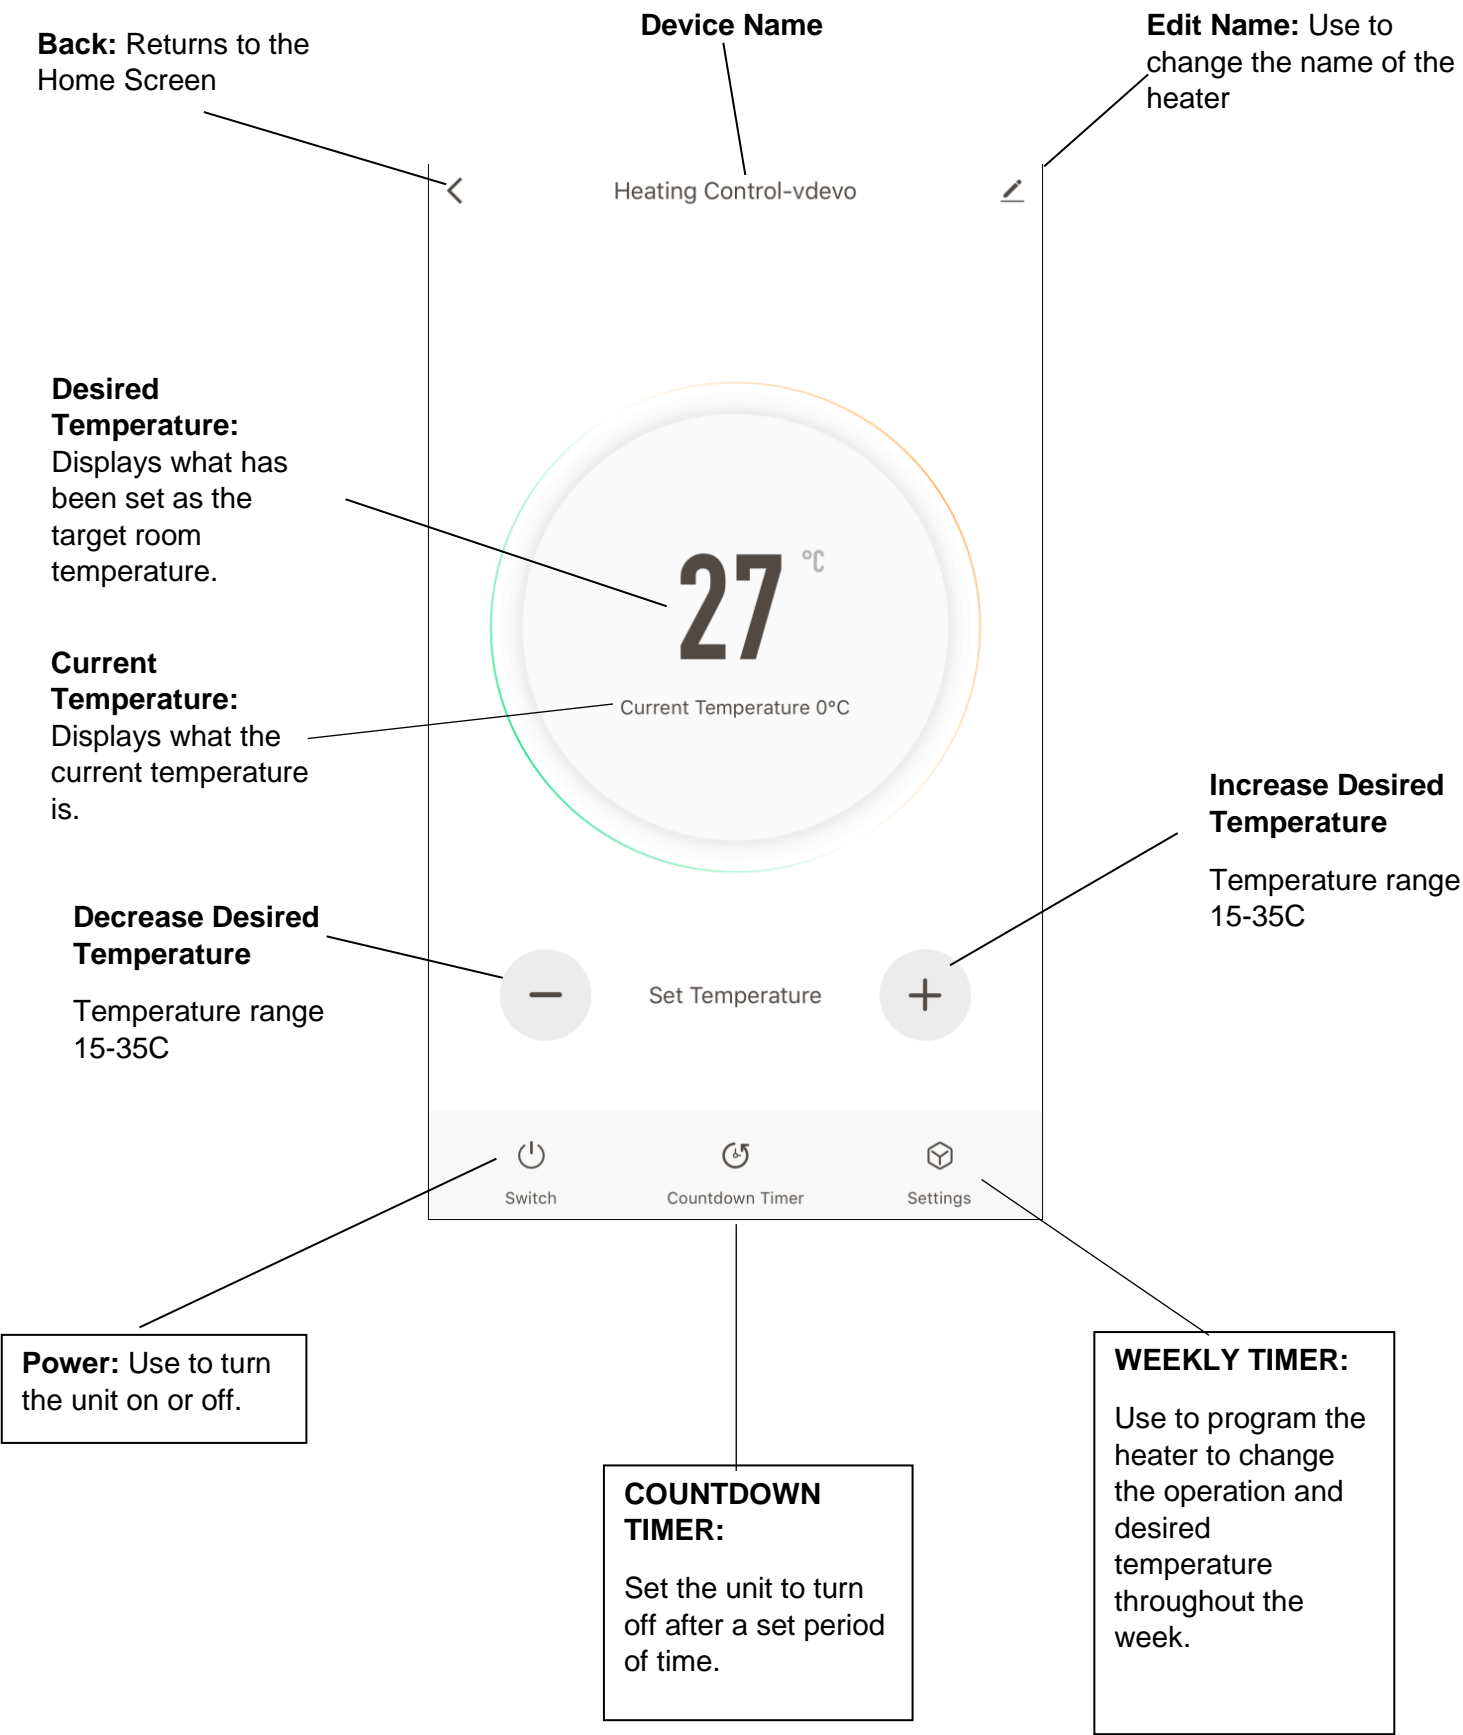 Back: Returns to the
Home Screen
Device Name
Edit Name: Use to
change the name of the
heater
Heating Control-vdevo
Desired
Temperature:
Displays what has
been set as the
target room
temperature.
27 °C
Current
Temperature:
Displays what the
current temperature
is.
Current Temperature 0°C
Increase Desired
Temperature
Temperature range
15-35C
Decrease Desired
Temperature
Temperature range
15-35C
Set Temperature
Switch
Countdown Timer
Settings
Power: Use to turn
the unit on or off.
COUNTDOWN
TIMER:
Set the unit to turn
off after a set period
of time.
WEEKLY TIMER:
Use to program the
heater to change
the operation and
desired
temperature
throughout the
week.